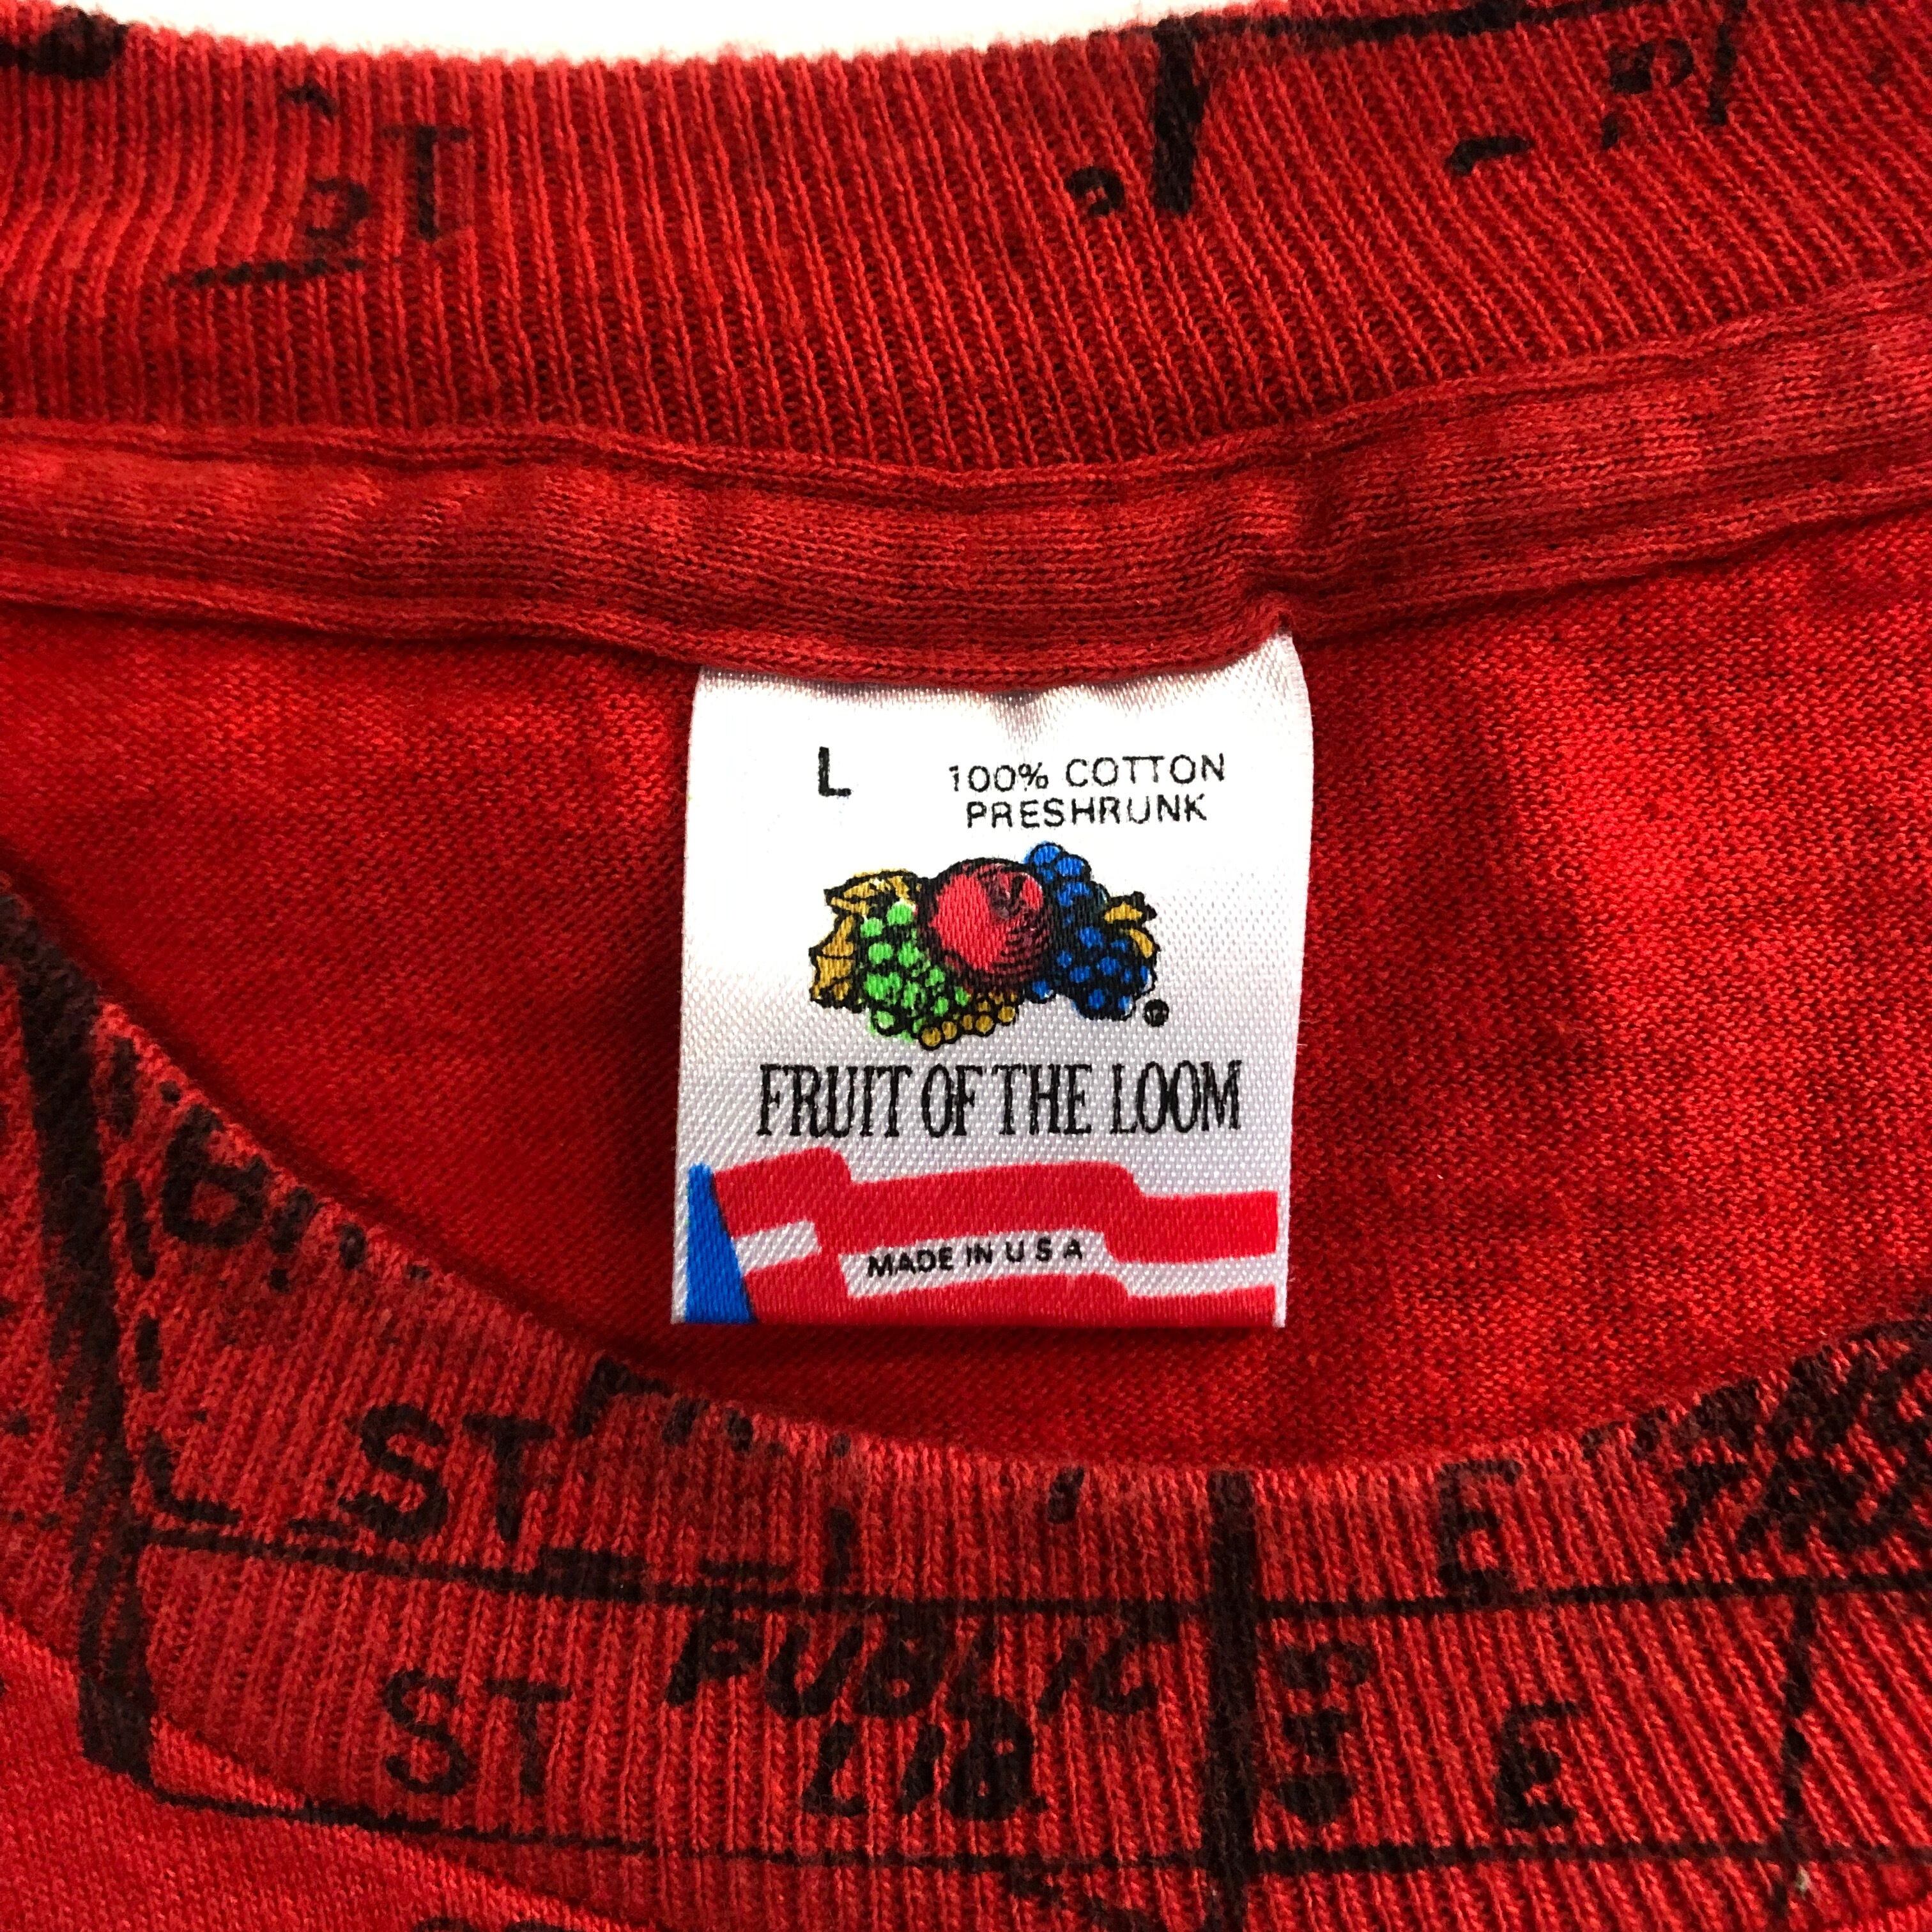 T
L
100% COTTON
PRESHRUNK
FRUIT OF THE LOOM
MADE IN U S A
ST
E
ST
PUBLIC
LIB.
E